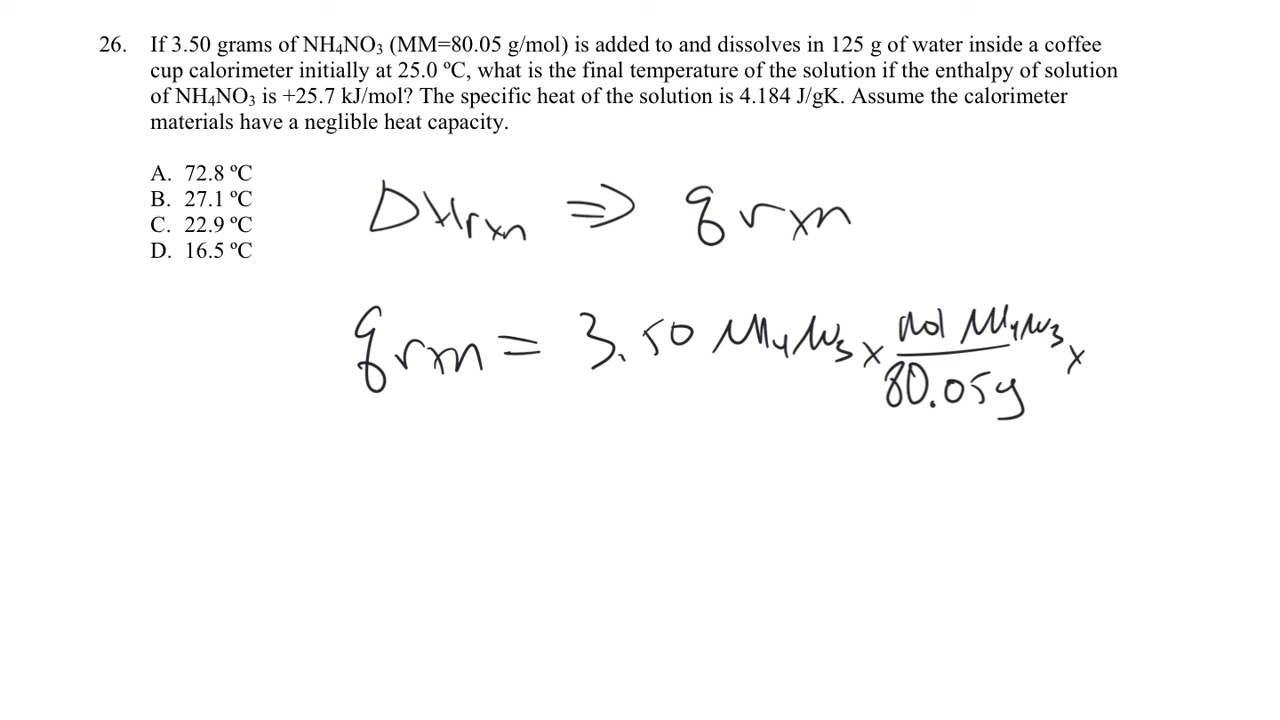 26. If 3.50 grams of NH₄NO₃ (MM=80.05 g/mol) is added to and dissolves in 125 g of water inside a coffee
cup calorimeter initially at 25.0 ºC, what is the final temperature of the solution if the enthalpy of solution
of NH₄NO₃ is +25.7 kJ/mol? The specific heat of the solution is 4.184 J/gK. Assume the calorimeter
materials have a neglible heat capacity.
A. 72.8 ºC
B. 27.1 ºC
C. 22.9 ºC
D. 16.5 ºC
ΔHrxn ⇒ qrxn
qrxn = 3.50 NH₄NO₃ × mol NH₄NO₃ ×
80.05g